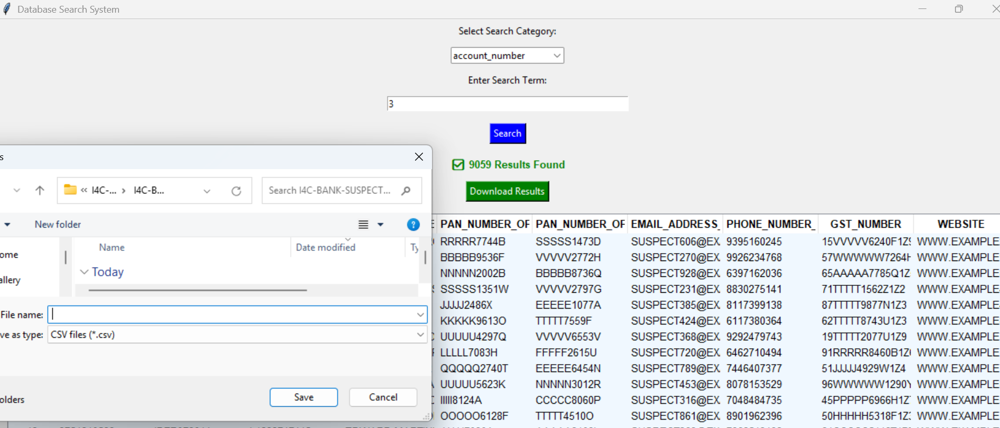 Database Search System
Select Search Category:
account_number
Enter Search Term:
3
Search
9059 Results Found
Download Results
s
« I4C-... › I4C-B...
Search I4C-BANK-SUSPECT...
New folder
?
ome
allery
Name Date modified Ty
Today
File name:
ve as type: CSV files (*.csv)
olders
Save Cancel
PAN_NUMBER_OF PAN_NUMBER_OF EMAIL_ADDRESS_ PHONE_NUMBER_ GST_NUMBER WEBSITE
RRRRR7744B SSSSS1473D SUSPECT606@EX 9395160245 15VVVVV6240F1Z WWW.EXAMPLE
BBBBB9536F VVVVV2772H SUSPECT270@EX 9926234768 57WWWWW7264 WWW.EXAMPLE
NNNNN2002B BBBBB8736Q SUSPECT928@EX 6397162036 65AAAAA7785Q1Z WWW.EXAMPLE
SSSSS1351W VVVVV2797G SUSPECT231@EX 8830275141 71TTTTT1562Z1Z2 WWW.EXAMPLE
JJJJJ2486X EEEEE1077A SUSPECT385@EX 8117399138 87TTTTT9877N1Z3 WWW.EXAMPLE
KKKKK9613O TTTTT7559F SUSPECT424@EX 6117380364 62TTTTT8743U1Z3 WWW.EXAMPLE
UUUUU4297Q VVVVV6553V SUSPECT368@EX 9292479743 19TTTTT2077U1Z9 WWW.EXAMPLE
LLLLL7083H FFFFF2615U SUSPECT720@EX 6462710494 91RRRRR8460B1Z WWW.EXAMPLE
QQQQQ2740T EEEEE6454N SUSPECT789@EX 7446407377 51JJJJJ4929W1Z4 WWW.EXAMPLE
UUUUU5623K NNNNN3012R SUSPECT453@EX 8078153529 96WWWWW1290 WWW.EXAMPLE
IIIII8124A CCCCC8060P SUSPECT316@EX 7048484735 45PPPPP6966H1Z WWW.EXAMPLE
OOOOO6128F TTTTT4510O SUSPECT861@EX 8901962396 50HHHHH5318F1Z WWW.EXAMPLE